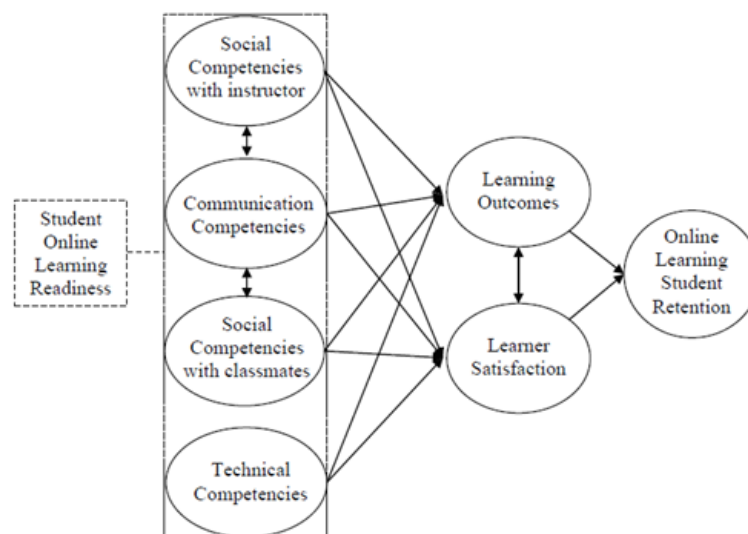 Social
Competencies
with instructor
Communication
Competencies
Social
Competencies
with classmates
Technical
Competencies
Student
Online
Learning
Readiness
Learning
Outcomes
Learner
Satisfaction
Online
Learning
Student
Retention